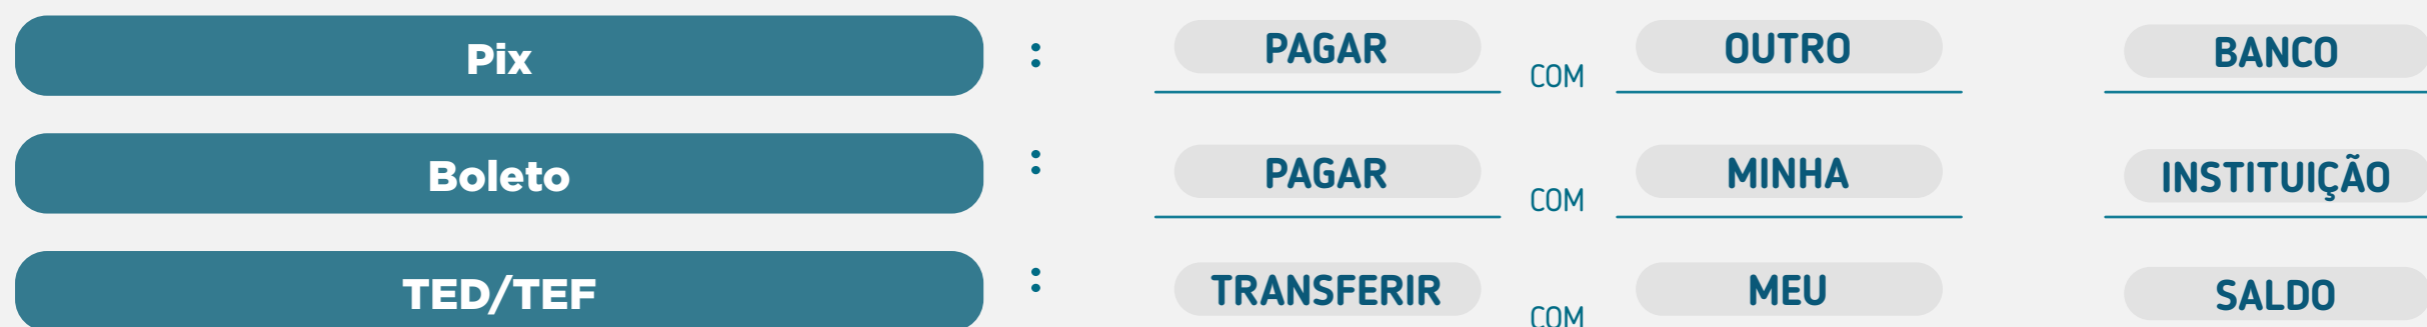 Pix : PAGAR COM OUTRO BANCO
Boleto : PAGAR COM MINHA INSTITUIÇÃO
TED/TEF : TRANSFERIR COM MEU SALDO